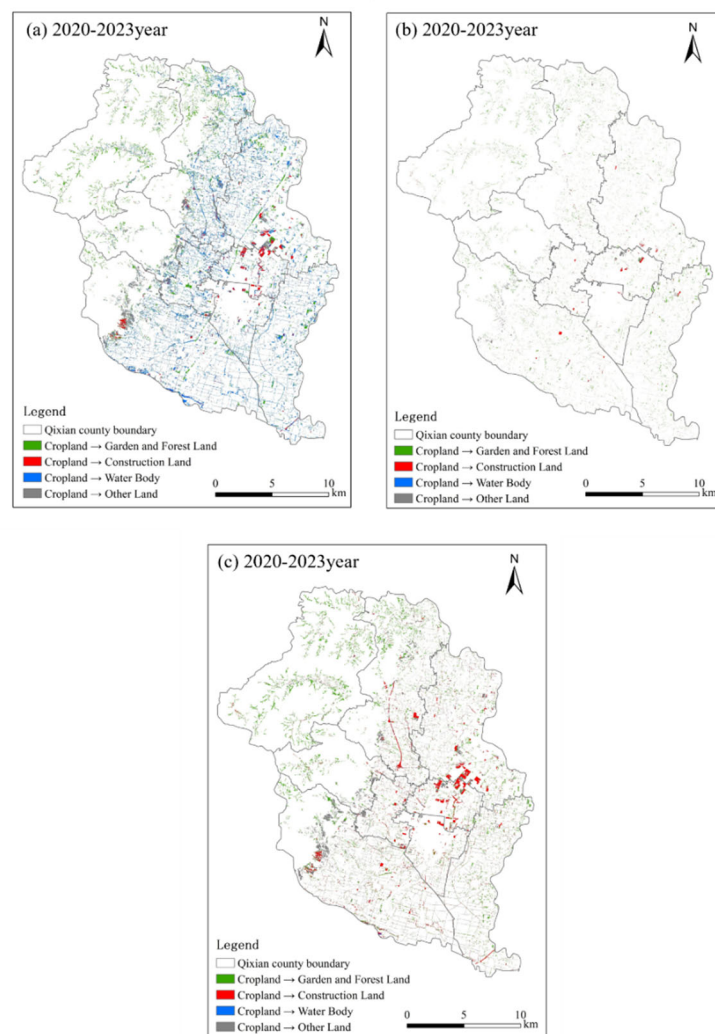 (a) 2020-2023year
N
Legend
Qixian county boundary
Cropland → Garden and Forest Land
Cropland → Construction Land
Cropland → Water Body
Cropland → Other Land
0 5 10
km
(b) 2020-2023year
N
Legend
Qixian county boundary
Cropland → Garden and Forest Land
Cropland → Construction Land
Cropland → Water Body
Cropland → Other Land
0 5 10
km
(c) 2020-2023year
N
Legend
Qixian county boundary
Cropland → Garden and Forest Land
Cropland → Construction Land
Cropland → Water Body
Cropland → Other Land
0 5 10
km